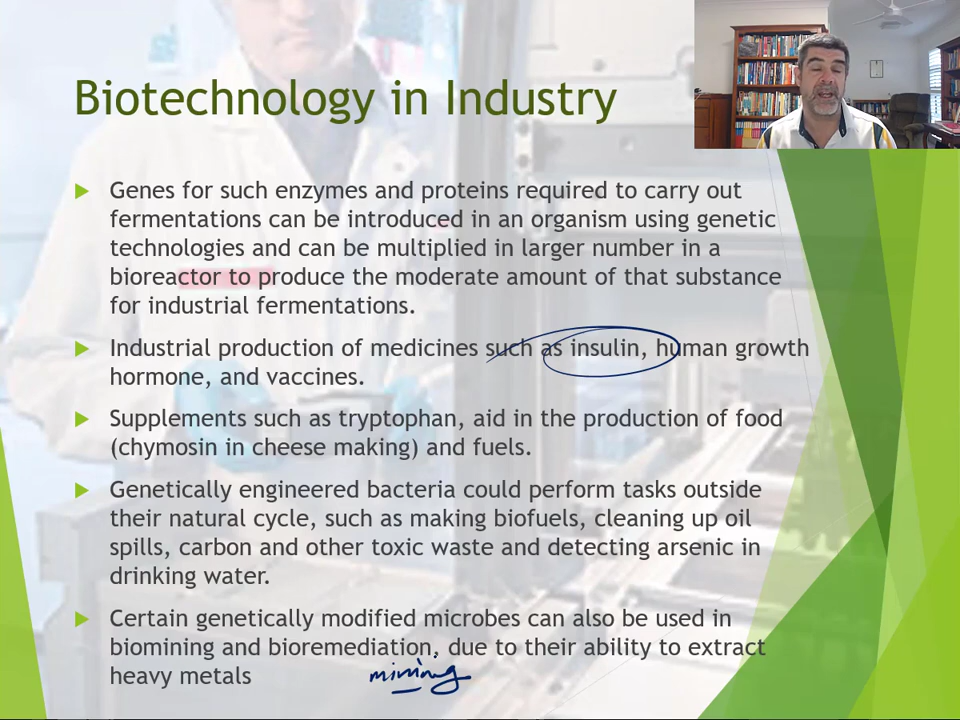 Biotechnology in Industry
Genes for such enzymes and proteins required to carry out
fermentations can be introduced in an organism using genetic
technologies and can be multiplied in larger number in a
bioreactor to produce the moderate amount of that substance
for industrial fermentations.
Industrial production of medicines such as insulin, human growth
hormone, and vaccines.
Supplements such as tryptophan, aid in the production of food
(chymosin in cheese making) and fuels.
Genetically engineered bacteria could perform tasks outside
their natural cycle, such as making biofuels, cleaning up oil
spills, carbon and other toxic waste and detecting arsenic in
drinking water.
Certain genetically modified microbes can also be used in
biomining and bioremediation, due to their ability to extract
heavy metals
mining